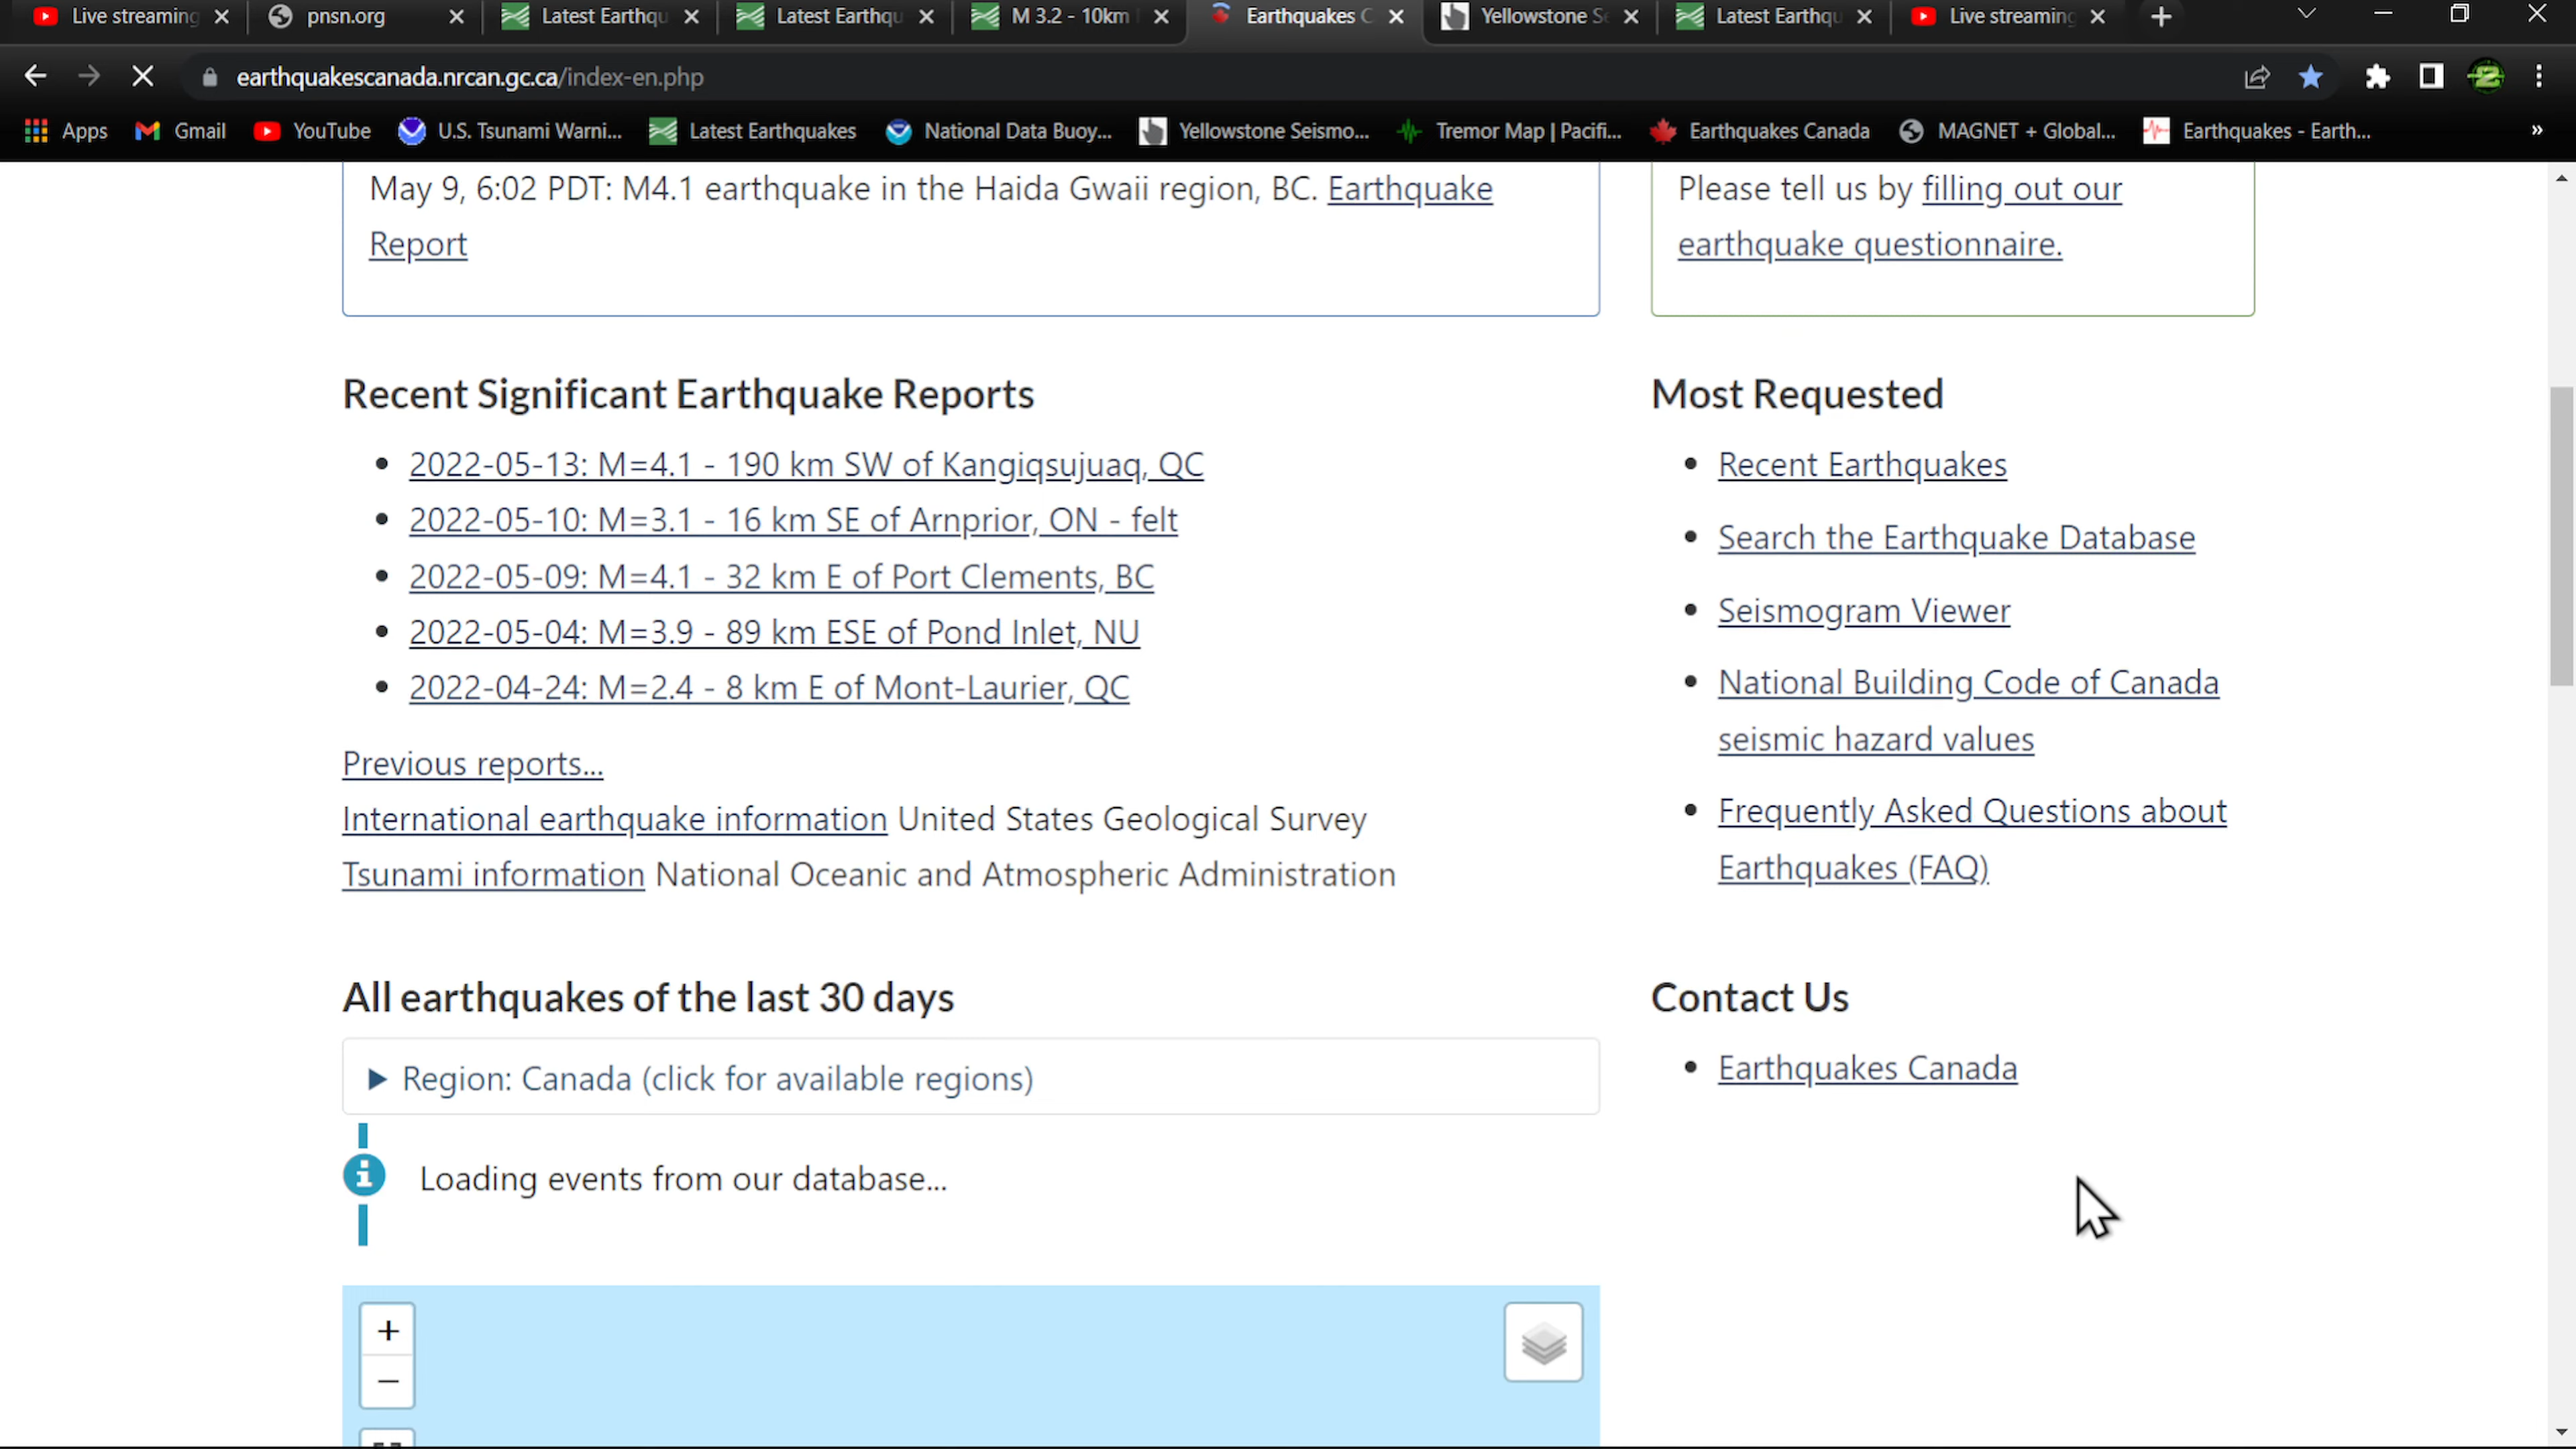 Live streaming
pnsn.org
Latest Earthqu
Latest Earthqu
M 3.2 - 10km
Earthquakes C
Yellowstone Se
Latest Earthqu
Live streaming
earthquakescanada.nrcan.gc.ca/index-en.php
Apps
Gmail
YouTube
U.S. Tsunami Warni...
Latest Earthquakes
National Data Buoy...
Yellowstone Seismo...
Tremor Map | Pacifi...
Earthquakes Canada
MAGNET + Global...
Earthquakes - Earth...
»
May 9, 6:02 PDT: M4.1 earthquake in the Haida Gwaii region, BC. Earthquake
Report
Please tell us by filling out our
earthquake questionnaire.
Recent Significant Earthquake Reports
2022-05-13: M=4.1 - 190 km SW of Kangiqsujuaq, QC
2022-05-10: M=3.1 - 16 km SE of Arnprior, ON - felt
2022-05-09: M=4.1 - 32 km E of Port Clements, BC
2022-05-04: M=3.9 - 89 km ESE of Pond Inlet, NU
2022-04-24: M=2.4 - 8 km E of Mont-Laurier, QC
Previous reports...
International earthquake information United States Geological Survey
Tsunami information National Oceanic and Atmospheric Administration
Most Requested
Recent Earthquakes
Search the Earthquake Database
Seismogram Viewer
National Building Code of Canada
seismic hazard values
Frequently Asked Questions about
Earthquakes (FAQ)
All earthquakes of the last 30 days
Region: Canada (click for available regions)
Loading events from our database...
Contact Us
Earthquakes Canada
+
−